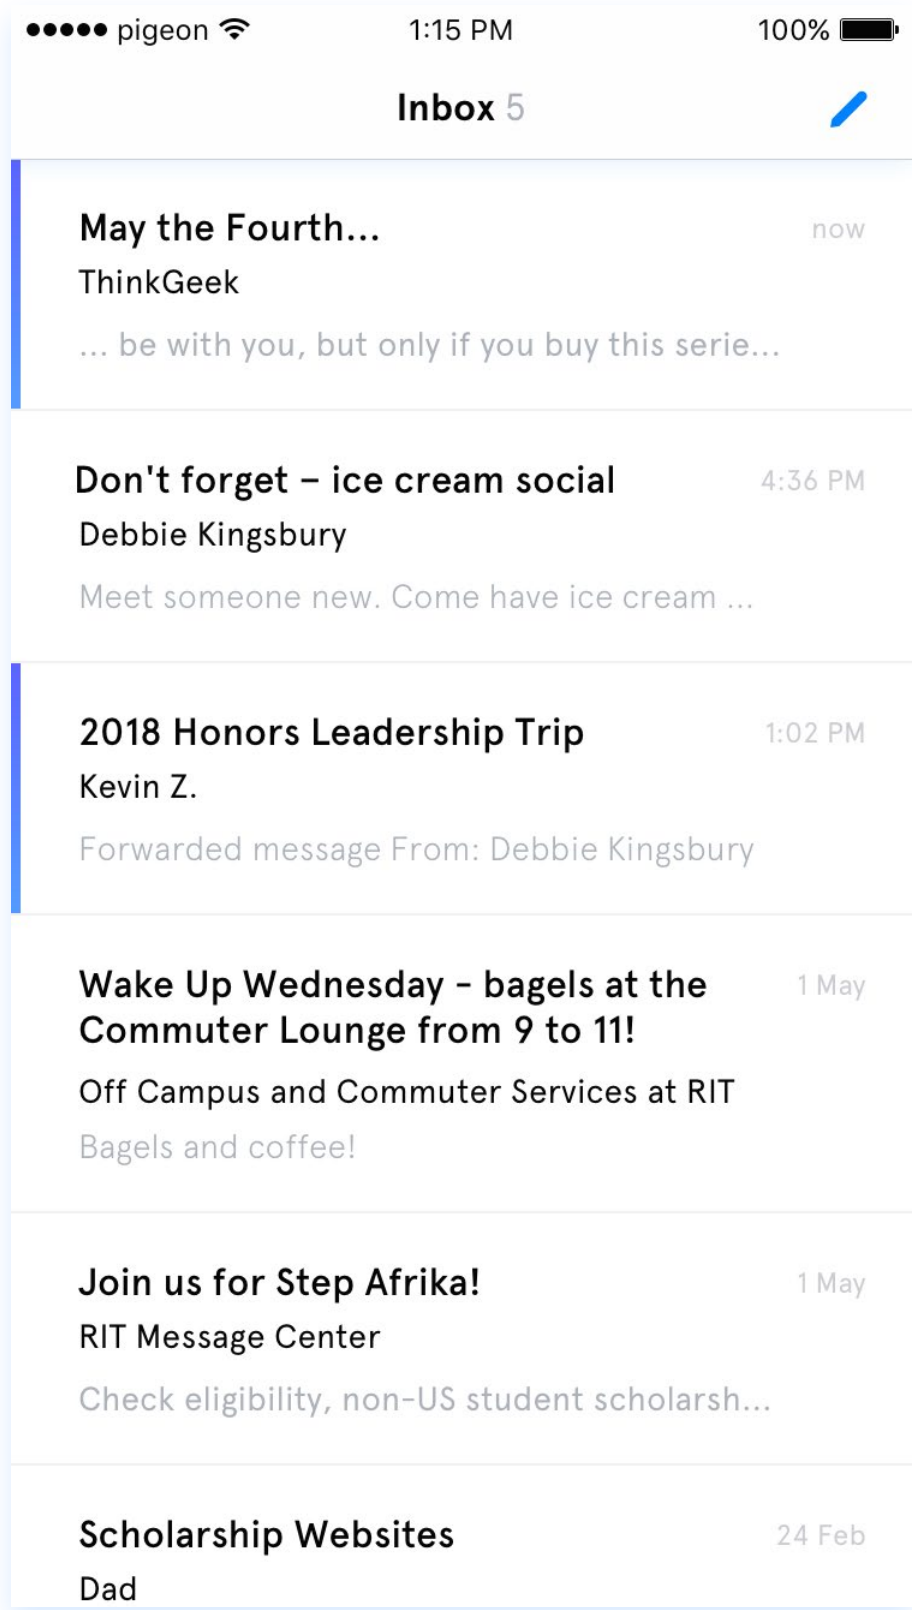 pigeon 1:15 PM 100%
Inbox 5
May the Fourth... now
ThinkGeek
... be with you, but only if you buy this serie...
Don't forget – ice cream social 4:36 PM
Debbie Kingsbury
Meet someone new. Come have ice cream ...
2018 Honors Leadership Trip 1:02 PM
Kevin Z.
Forwarded message From: Debbie Kingsbury
Wake Up Wednesday - bagels at the 1 May
Commuter Lounge from 9 to 11!
Off Campus and Commuter Services at RIT
Bagels and coffee!
Join us for Step Afrika! 1 May
RIT Message Center
Check eligibility, non-US student scholarsh...
Scholarship Websites 24 Feb
Dad